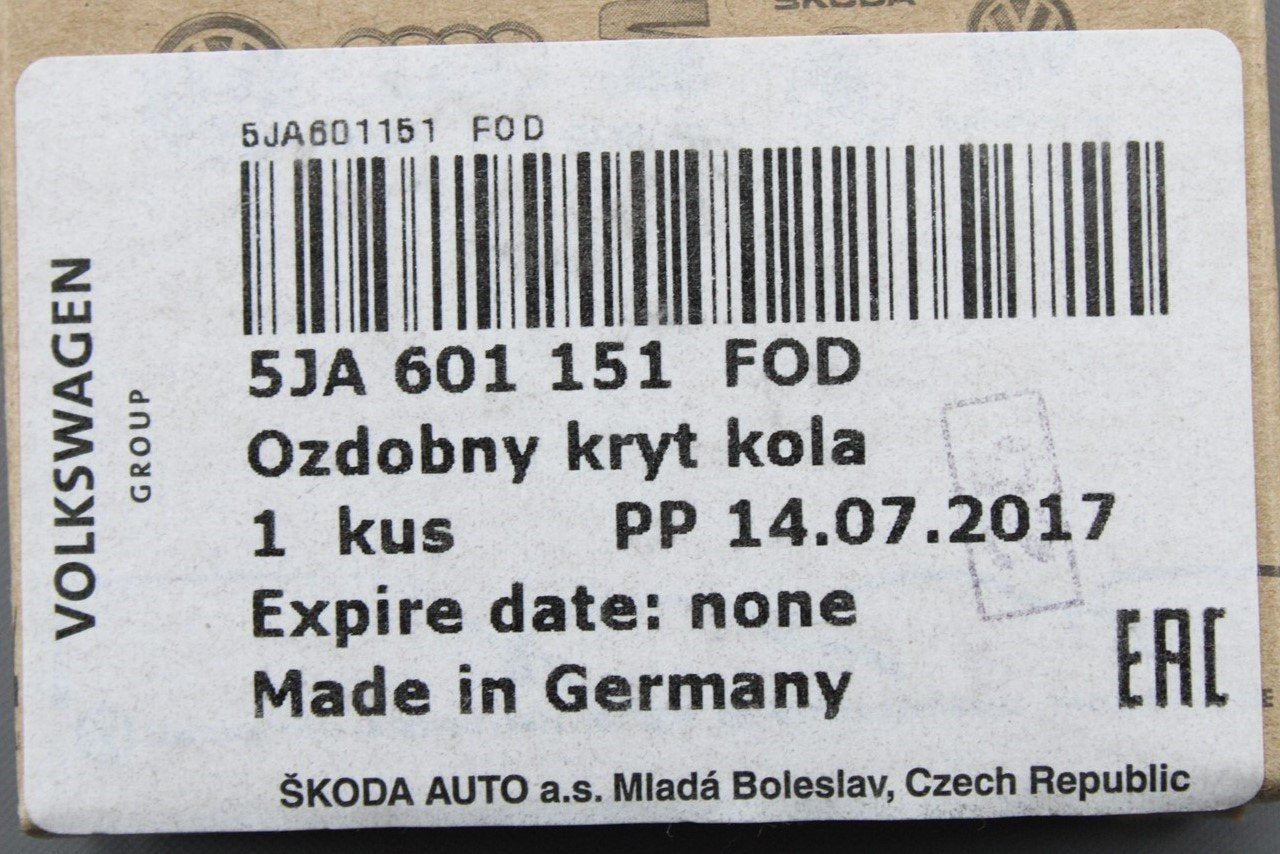 ŠKODA
5JA601151 FOD
5JA 601 151 FOD
Ozdobny kryt kola
1 kus PP 14.07.2017
Expire date: none
Made in Germany
EAC
ŠKODA AUTO a.s. Mladá Boleslav, Czech Republic
VOLKSWAGEN
GROUP